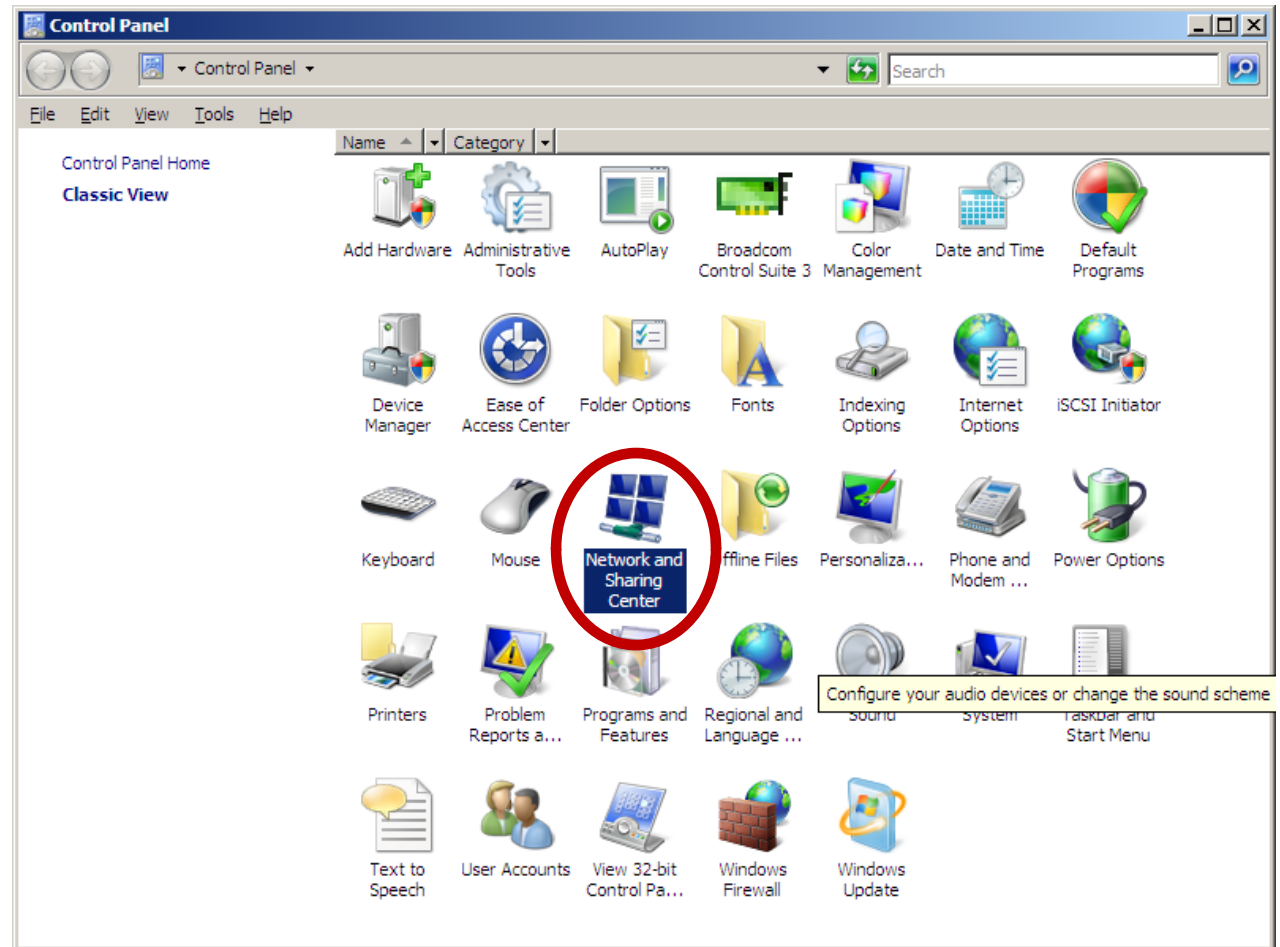 Control Panel
Control Panel
Search
File Edit View Tools Help
Name Category
Control Panel Home
Classic View
Add Hardware
Administrative
Tools
AutoPlay
Broadcom
Control Suite 3
Color
Management
Date and Time
Default
Programs
Device
Manager
Ease of
Access Center
Folder Options
Fonts
Indexing
Options
Internet
Options
iSCSI Initiator
Keyboard
Mouse
Network and
Sharing
Center
ffline Files
Personaliza...
Phone and
Modem ...
Power Options
Printers
Problem
Reports a...
Programs and
Features
Regional and
Language ...
Configure your audio devices or change the sound scheme
Sound
System
Taskbar and
Start Menu
Text to
Speech
User Accounts
View 32-bit
Control Pa...
Windows
Firewall
Windows
Update